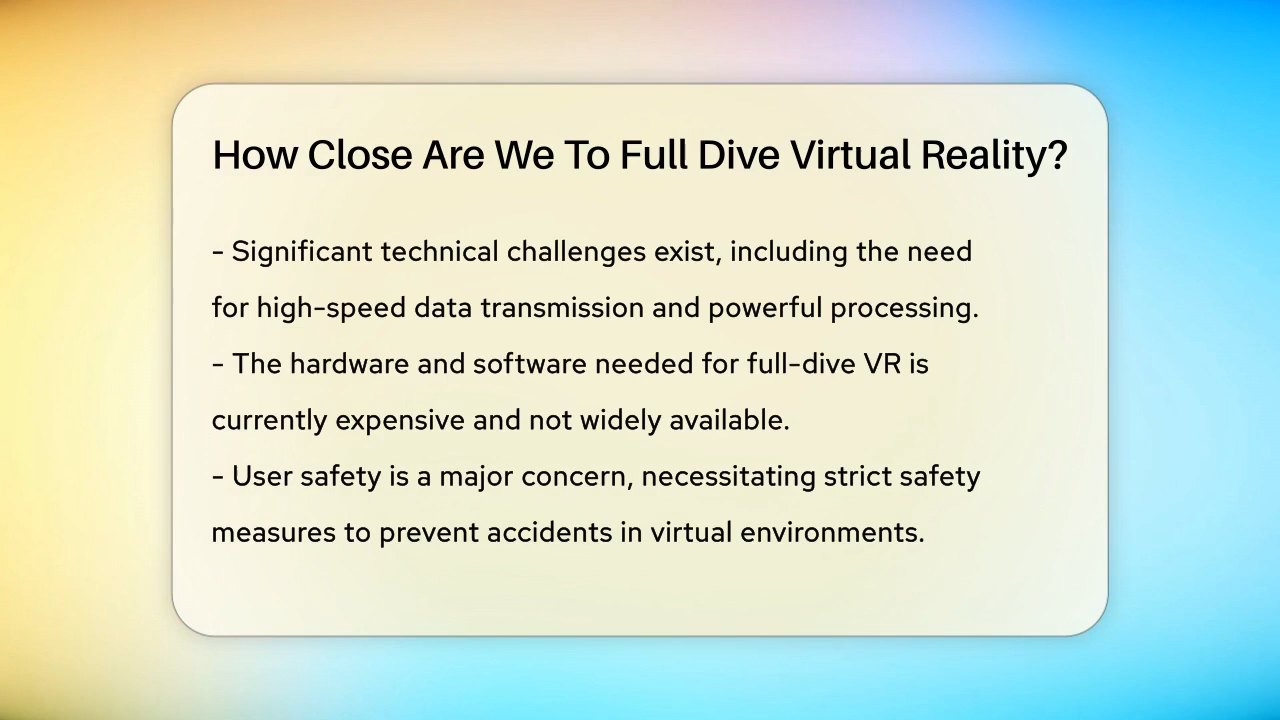 How Close Are We To Full Dive Virtual Reality?
- Significant technical challenges exist, including the need
for high-speed data transmission and powerful processing.
- The hardware and software needed for full-dive VR is
currently expensive and not widely available.
- User safety is a major concern, necessitating strict safety
measures to prevent accidents in virtual environments.